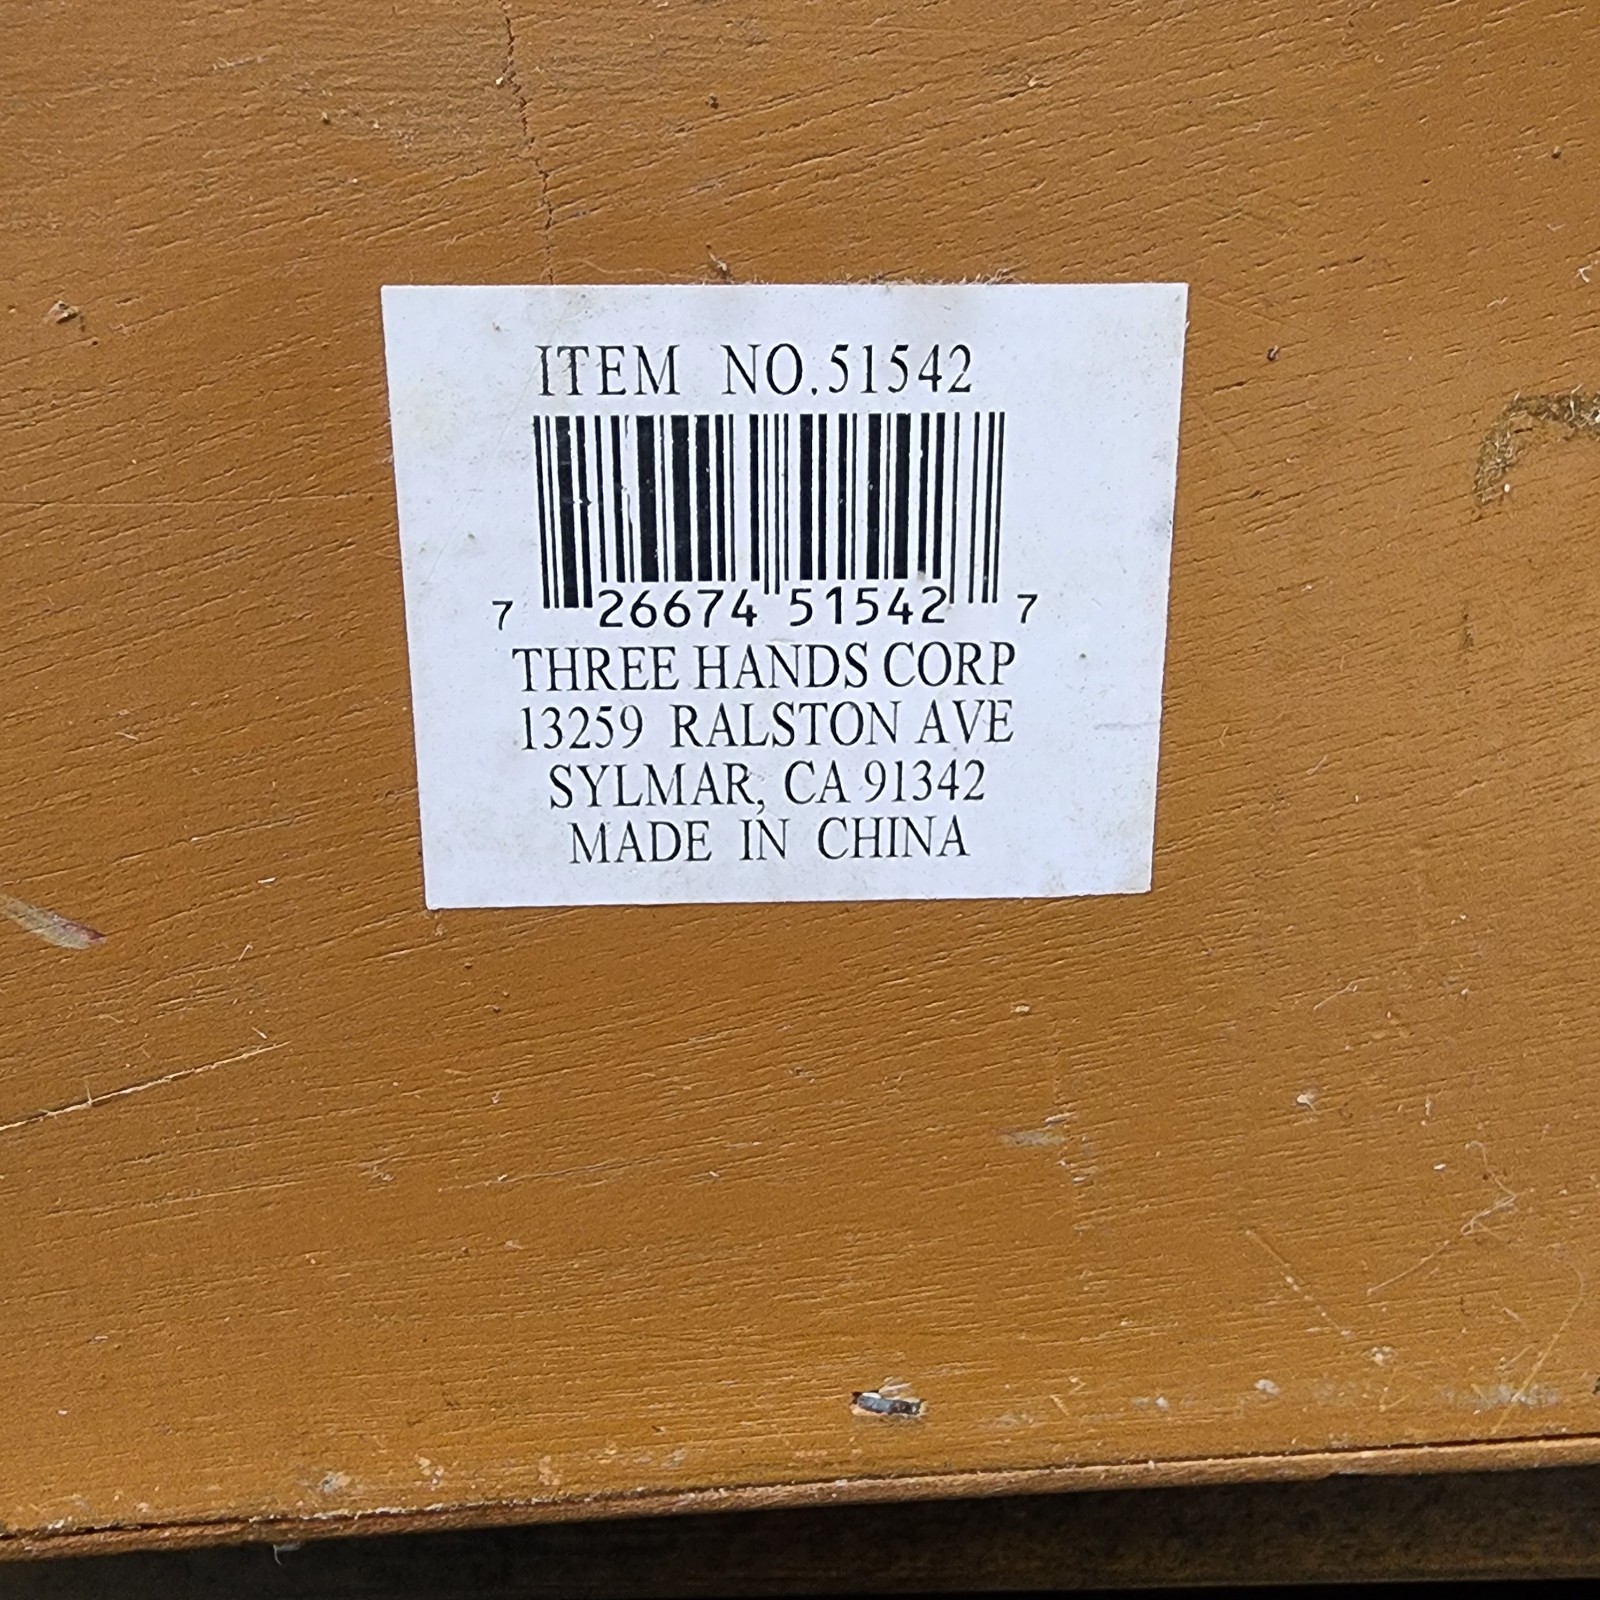 ITEM NO.51542
7 26674 51542 7
THREE HANDS CORP
13259 RALSTON AVE
SYLMAR, CA 91342
MADE IN CHINA